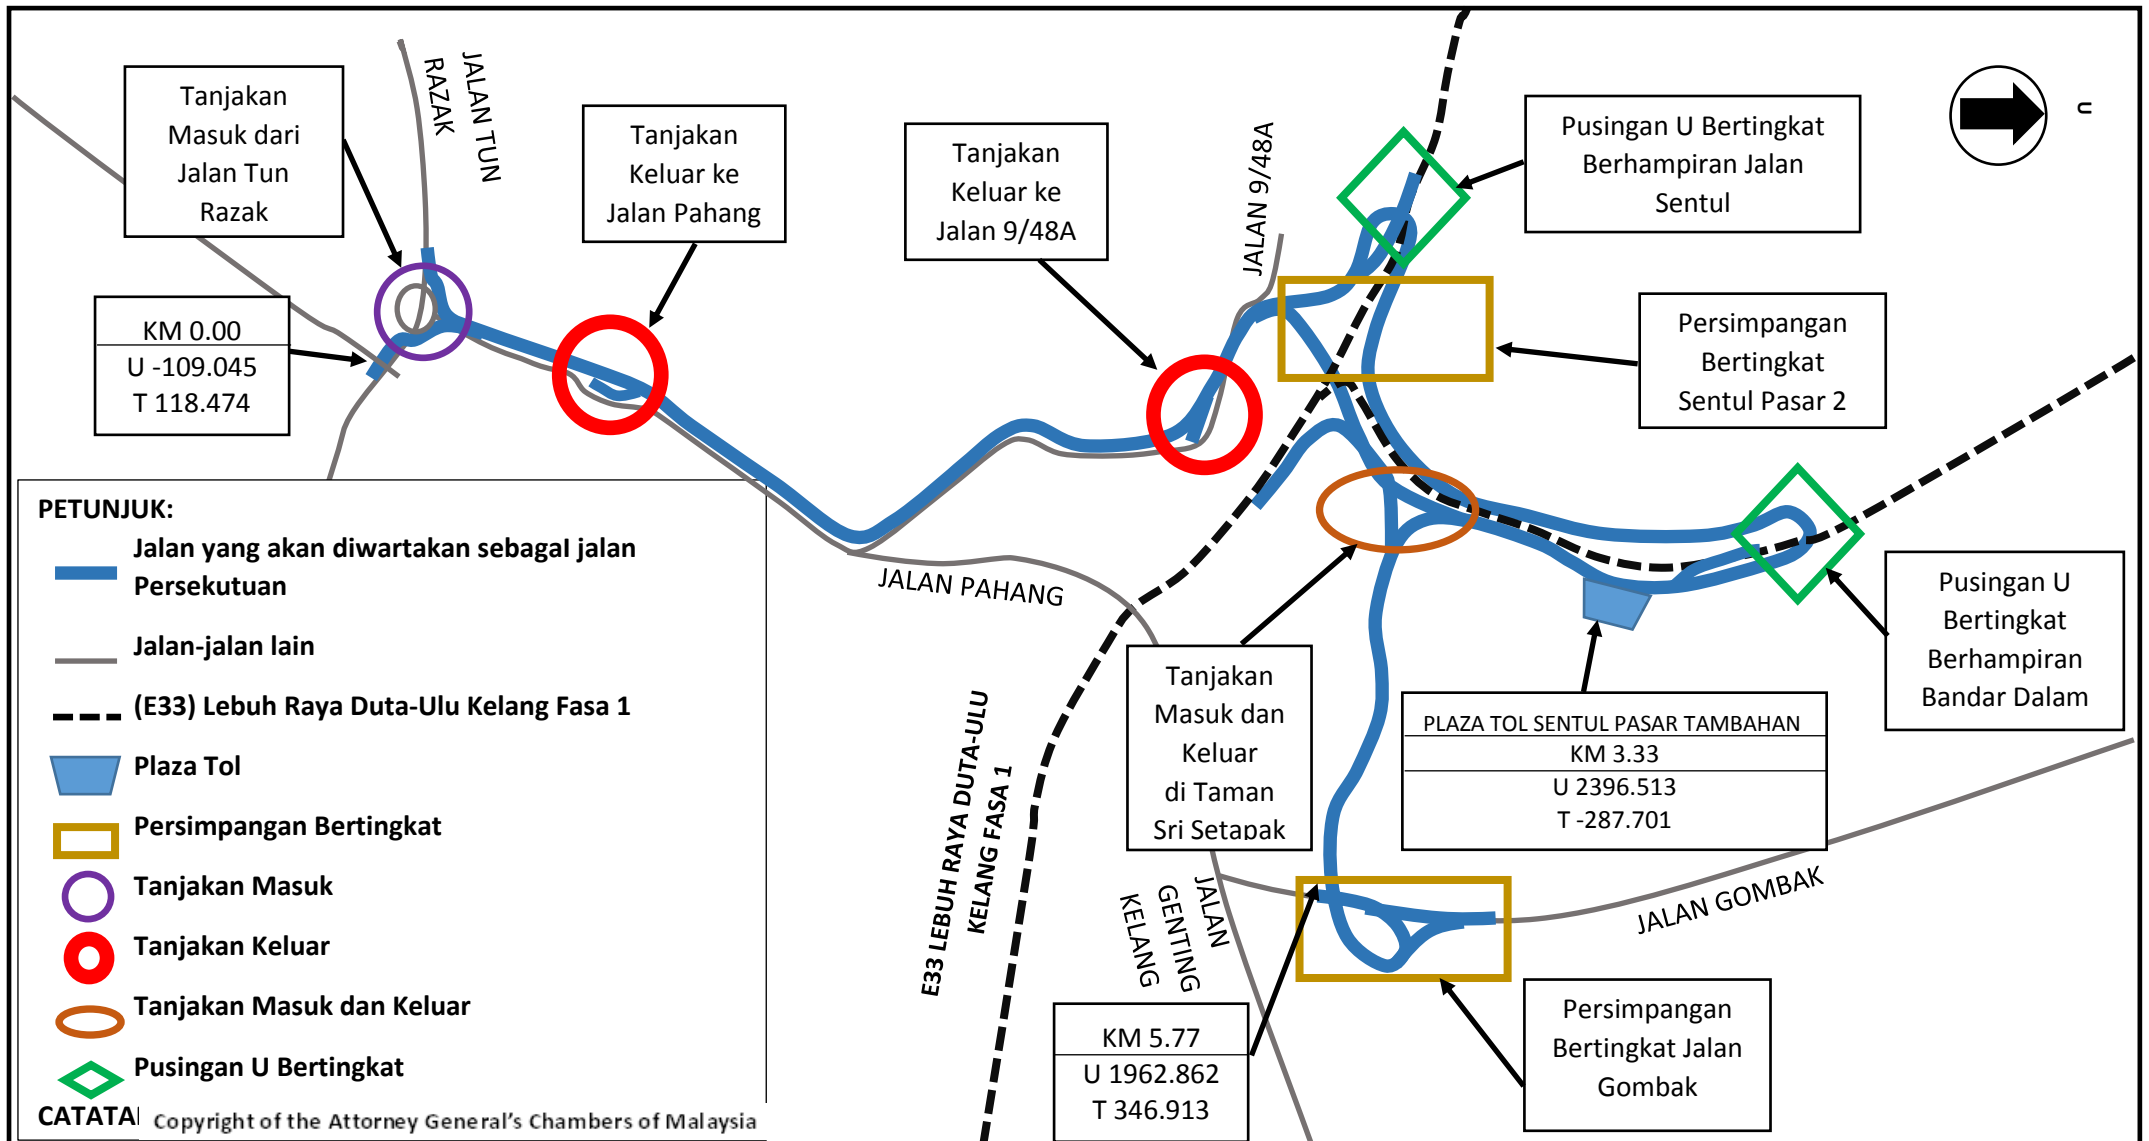 Tanjakan
Masuk dari
Jalan Tun
Razak
JALAN TUN
RAZAK
Tanjakan
Keluar ke
Jalan Pahang
Tanjakan
Keluar ke
Jalan 9/48A
JALAN 9/48A
Pusingan U Bertingkat
Berhampiran Jalan
Sentul
U
KM 0.00
U -109.045
T 118.474
Persimpangan
Bertingkat
Sentul Pasar 2
PETUNJUK:
Jalan yang akan diwartakan sebagaI jalan
Persekutuan
Jalan-jalan lain
(E33) Lebuh Raya Duta-Ulu Kelang Fasa 1
Plaza Tol
Persimpangan Bertingkat
Tanjakan Masuk
Tanjakan Keluar
Tanjakan Masuk dan Keluar
Pusingan U Bertingkat
Copyright of the Attorney General's Chambers of Malaysia
JALAN PAHANG
E33 LEBUH RAYA DUTA-ULU
KELANG FASA 1
Tanjakan
Masuk dan
Keluar
di Taman
Sri Setapak
PLAZA TOL SENTUL PASAR TAMBAHAN
KM 3.33
U 2396.513
T -287.701
Pusingan U
Bertingkat
Berhampiran
Bandar Dalam
JALAN
GENTING
KELANG
JALAN GOMBAK
KM 5.77
U 1962.862
T 346.913
Persimpangan
Bertingkat Jalan
Gombak